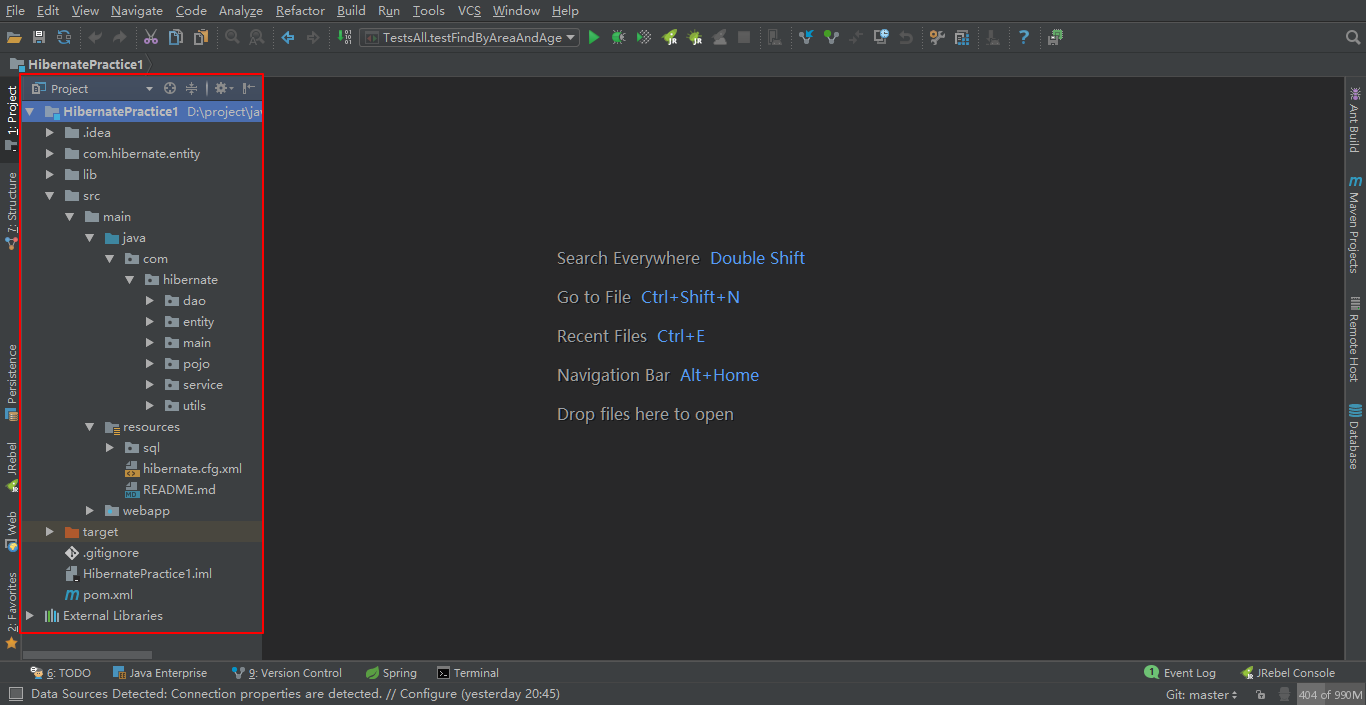 File Edit View Navigate Code Analyze Refactor Build Run Tools VCS Window Help
TestsAll.testFindByAreaAndAge
HibernatePractice1
Project
HibernatePractice1 D:\project\ja
.idea
com.hibernate.entity
lib
src
main
java
com
hibernate
dao
entity
main
pojo
service
utils
resources
sql
hibernate.cfg.xml
README.md
webapp
target
.gitignore
HibernatePractice1.iml
pom.xml
External Libraries
1: Project
7: Structure
Persistence
JRebel
Web
2: Favorites
Search Everywhere Double Shift
Go to File Ctrl+Shift+N
Recent Files Ctrl+E
Navigation Bar Alt+Home
Drop files here to open
Ant Build
Maven Projects
Remote Host
Database
6: TODO Java Enterprise 9: Version Control Spring Terminal 1 Event Log JRebel Console
Data Sources Detected: Connection properties are detected. // Configure (yesterday 20:45) Git: master 404 of 990M